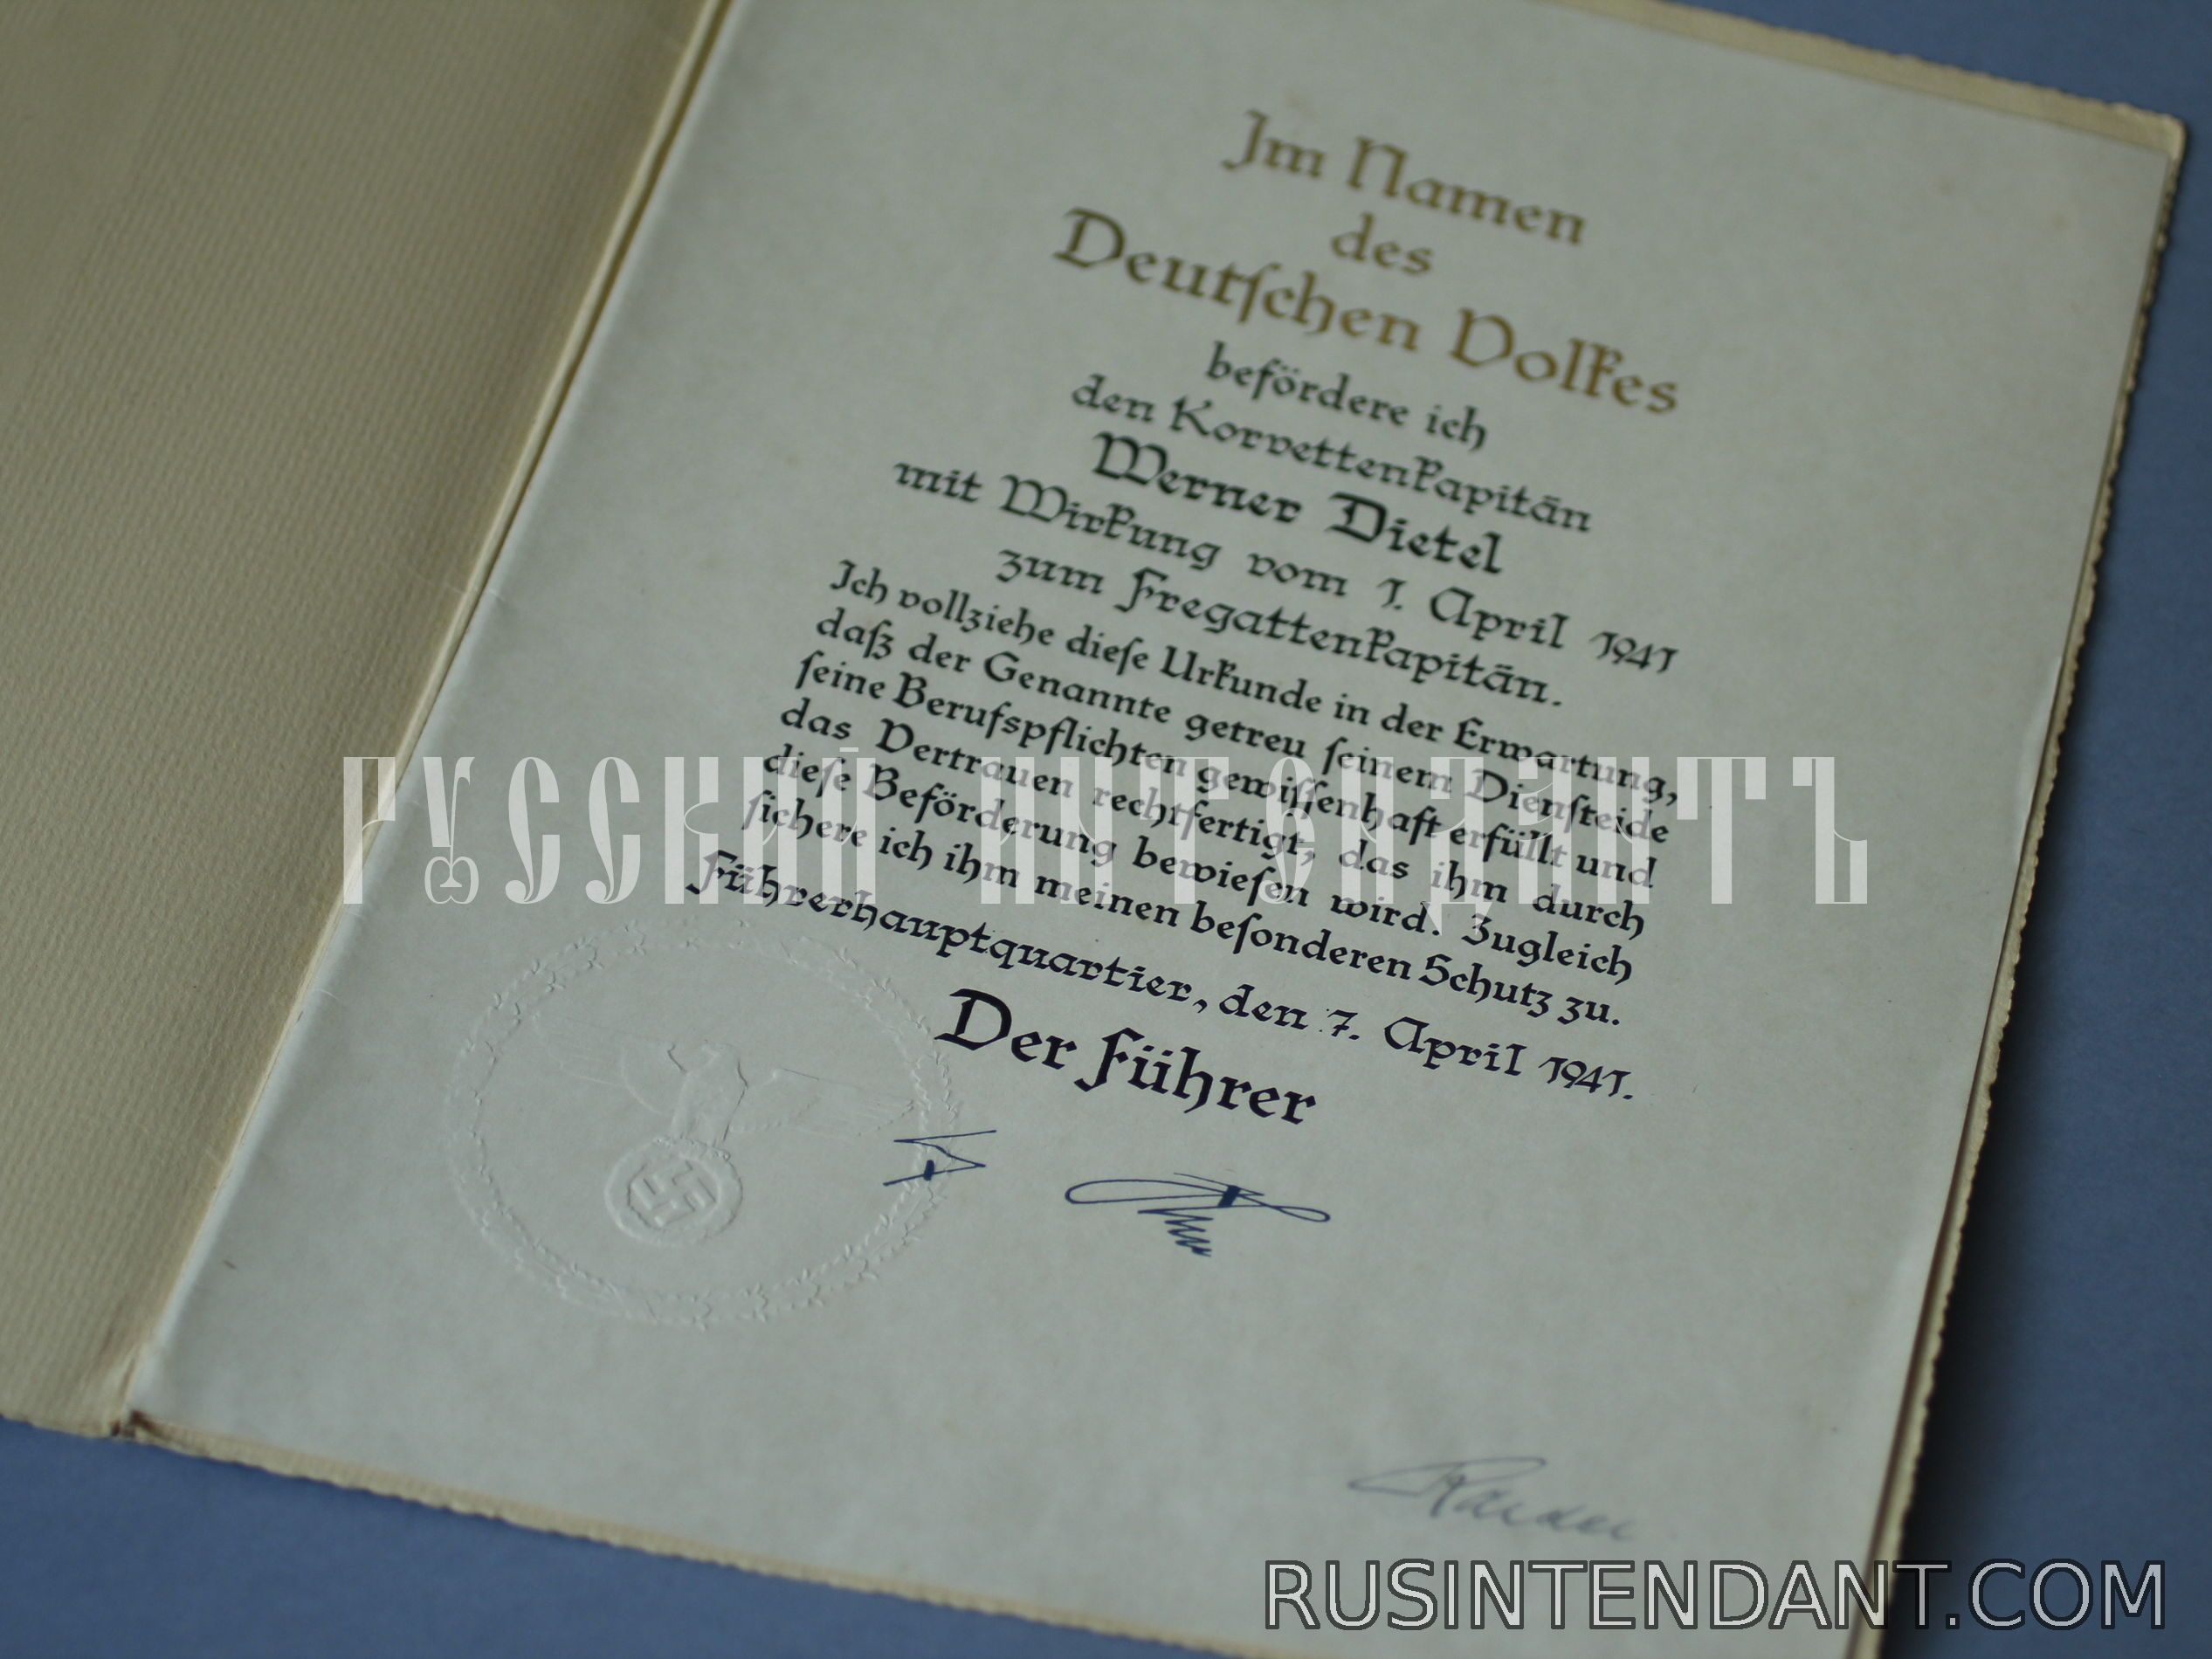 Im Namen
des
Deutschen Volkes
befördere ich
den Korvettenkapitän
Werner Dietel
mit Wirkung vom 1. April 1941
zum Fregattenkapitän.
Ich vollziehe diese Urkunde in der Erwartung,
daß der Genannte getreu seinem Diensteide
seine Berufspflichten gewissenhaft erfüllt und
das Vertrauen rechtfertigt, das ihm durch
diese Beförderung bewiesen wird. Zugleich
sichere ich ihm meinen besonderen Schutz zu.
Führerhauptquartier, den 7. April 1941.
Der Führer
Raeder
РУССКИЙ ИНТЕНДАНТЪ
RUSINTENDANT.COM